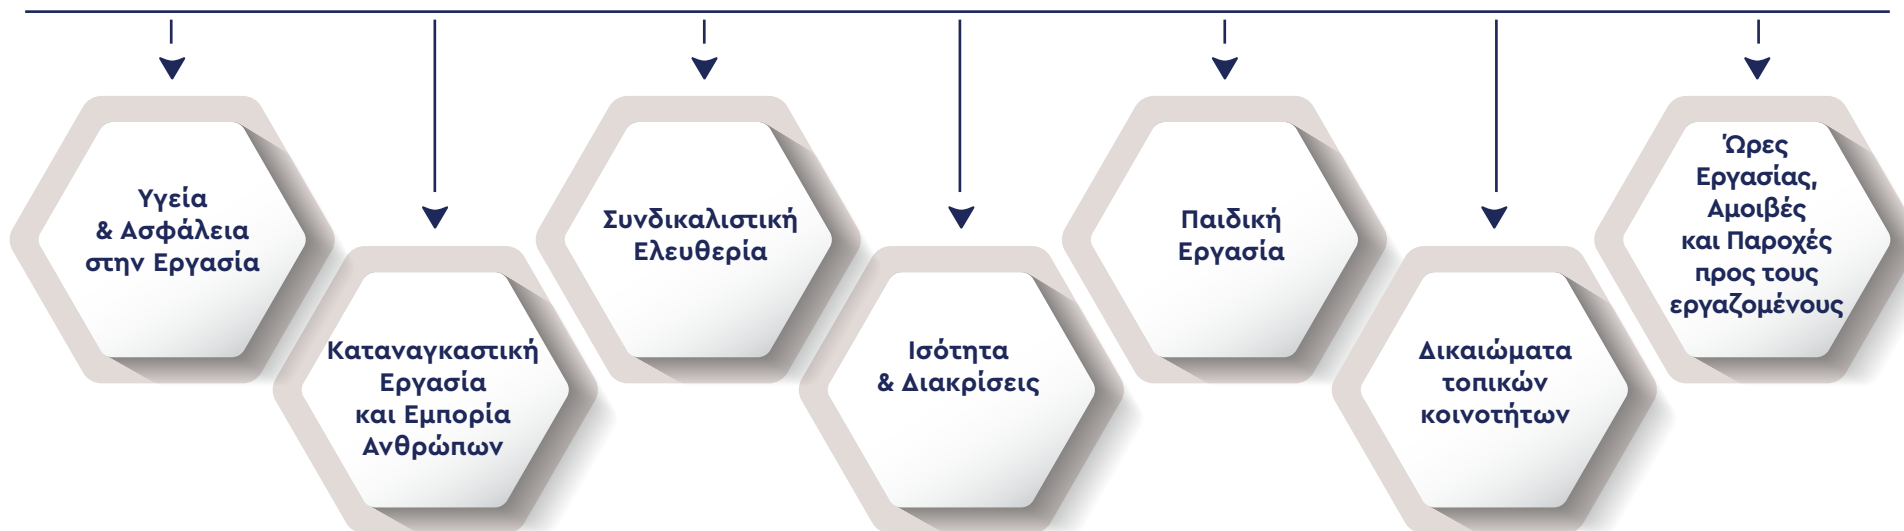 Υγεία
& Ασφάλεια
στην Εργασία
Καταναγκαστική
Εργασία
και Εμπορία
Ανθρώπων
Συνδικαλιστική
Ελευθερία
Ισότητα
& Διακρίσεις
Παιδική
Εργασία
Δικαιώματα
τοπικών
κοινοτήτων
Ώρες
Εργασίας,
Αμοιβές
και Παροχές
προς τους
εργαζομένους